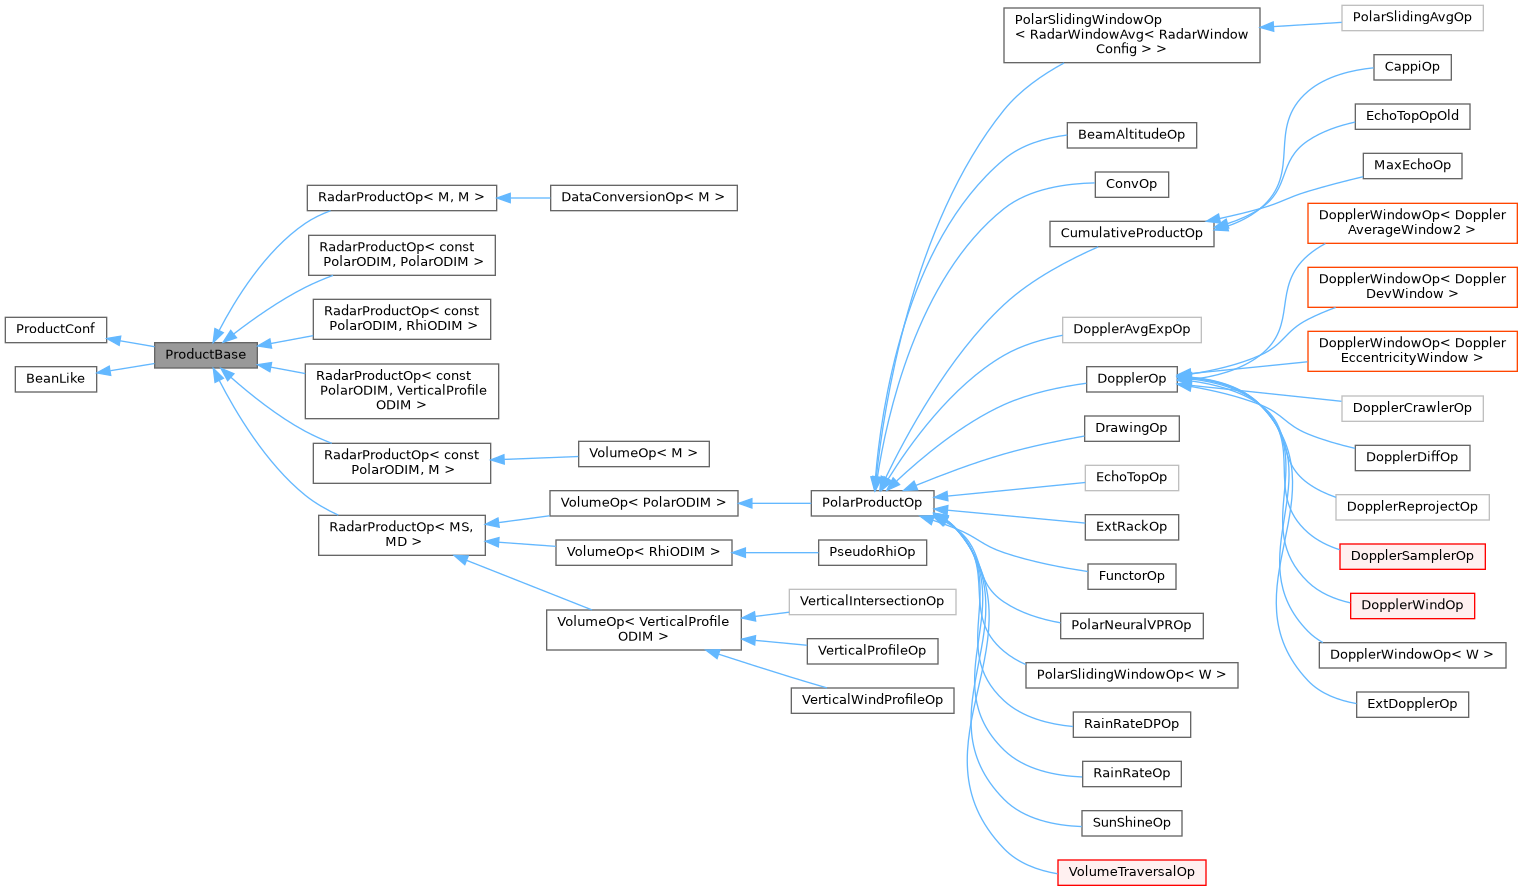 ProductConf
BeanLike
ProductBase
RadarProductOp< M, M >
RadarProductOp< const
PolarODIM, PolarODIM >
RadarProductOp< const
PolarODIM, RhiODIM >
RadarProductOp< const
PolarODIM, VerticalProfile
ODIM >
RadarProductOp< const
PolarODIM, M >
RadarProductOp< MS,
MD >
DataConversionOp< M >
VolumeOp< M >
VolumeOp< PolarODIM >
VolumeOp< RhiODIM >
VolumeOp< VerticalProfile
ODIM >
PolarProductOp
PseudoRhiOp
VerticalIntersectionOp
VerticalProfileOp
VerticalWindProfileOp
PolarSlidingWindowOp
< RadarWindowAvg< RadarWindow
Config > >
BeamAltitudeOp
ConvOp
CumulativeProductOp
DopplerAvgExpOp
DopplerOp
DrawingOp
EchoTopOp
ExtRackOp
FunctorOp
PolarNeuralVPROp
PolarSlidingWindowOp< W >
RainRateDPOp
RainRateOp
SunShineOp
VolumeTraversalOp
PolarSlidingAvgOp
CappiOp
EchoTopOpOld
MaxEchoOp
DopplerWindowOp< Doppler
AverageWindow2 >
DopplerWindowOp< Doppler
DevWindow >
DopplerWindowOp< Doppler
EccentricityWindow >
DopplerCrawlerOp
DopplerDiffOp
DopplerReprojectOp
DopplerSamplerOp
DopplerWindOp
DopplerWindowOp< W >
ExtDopplerOp